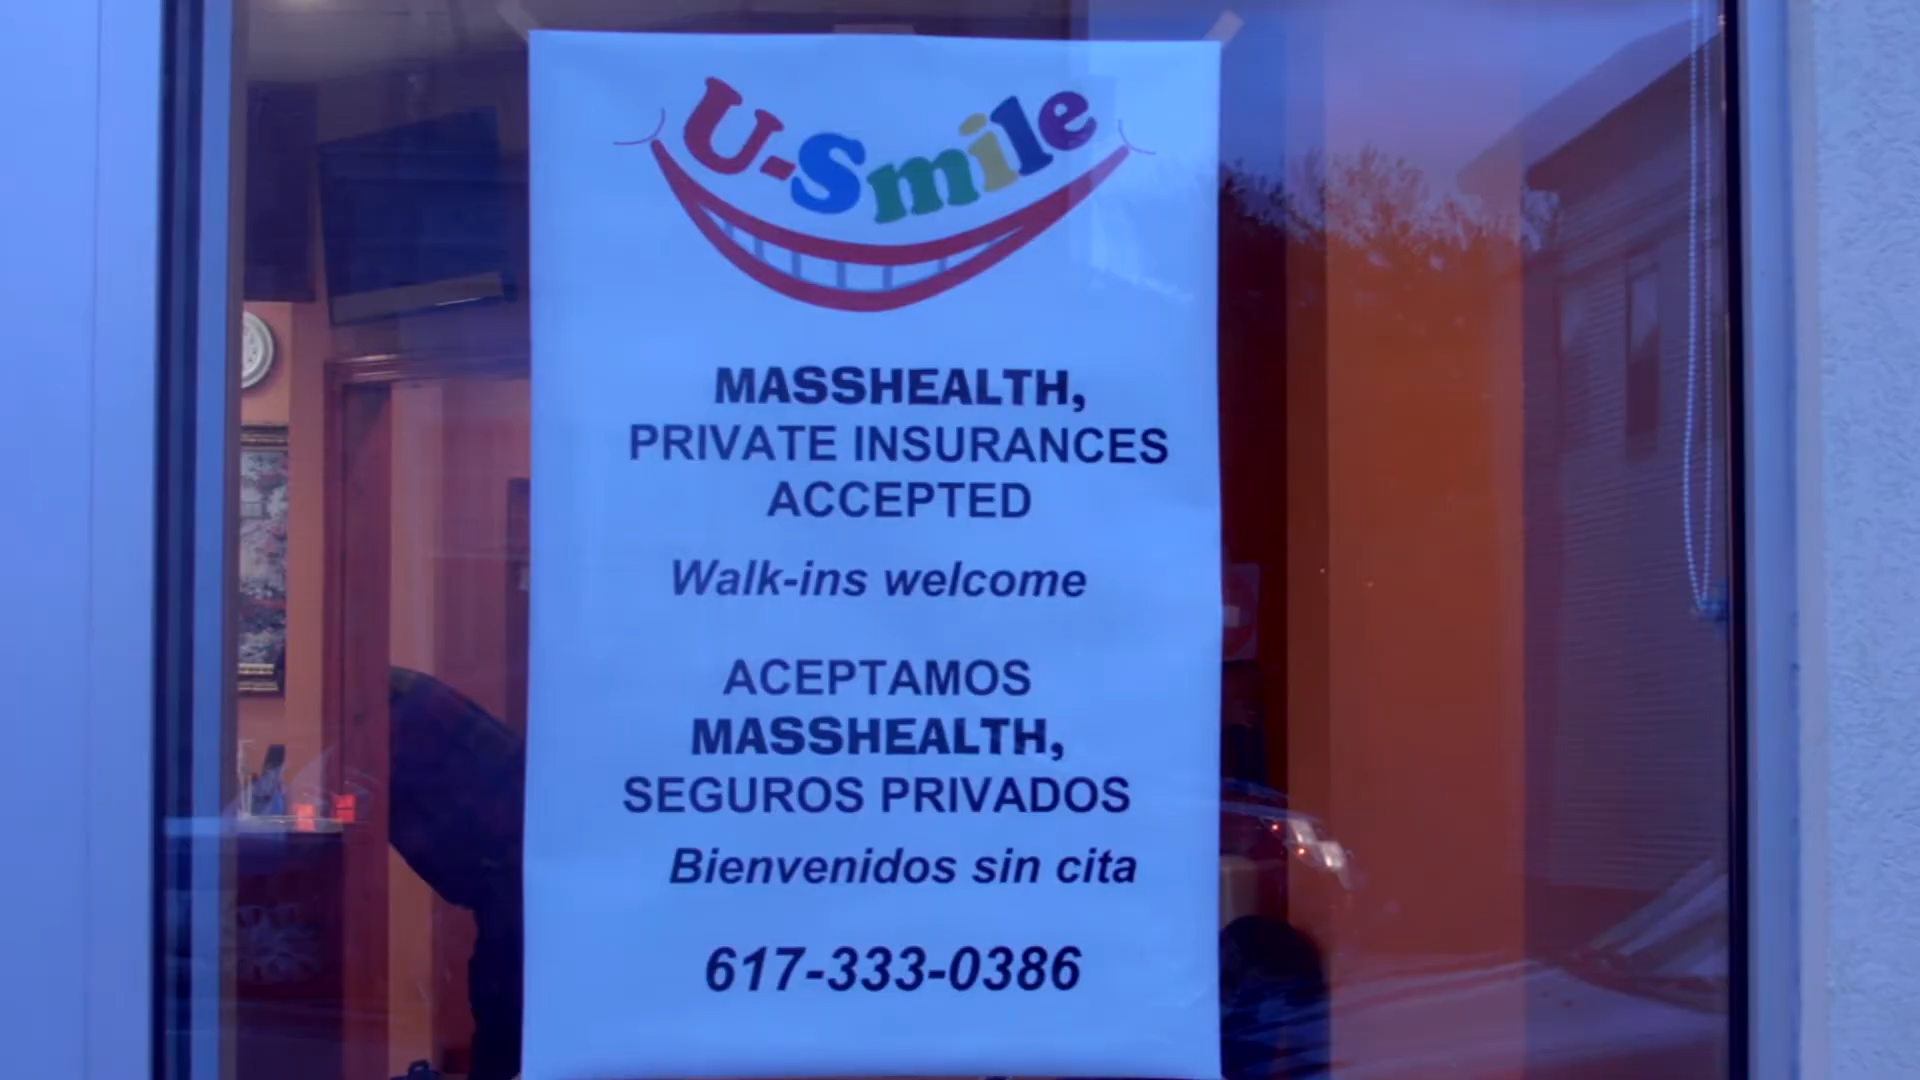 U-Smile
MASSHEALTH,
PRIVATE INSURANCES
ACCEPTED
Walk-ins welcome
ACEPTAMOS
MASSHEALTH,
SEGUROS PRIVADOS
Bienvenidos sin cita
617-333-0386